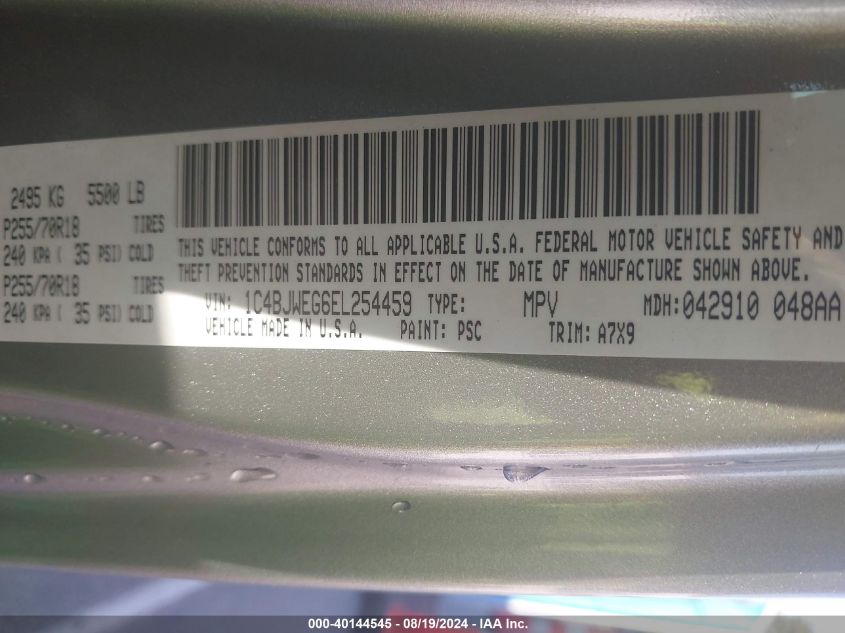 2495 KG 5500 LB
P255/70R18 TIRES
240 KPA ( 35 PSI) COLD
P255/70R18 TIRES
240 KPA ( 35 PSI) COLD
THIS VEHICLE CONFORMS TO ALL APPLICABLE U.S.A. FEDERAL MOTOR VEHICLE SAFETY AND
THEFT PREVENTION STANDARDS IN EFFECT ON THE DATE OF MANUFACTURE SHOWN ABOVE.
VIN: 1C4BJWEG6EL254459 TYPE: MPV MDH:042910 048AA
VEHICLE MADE IN U.S.A. PAINT: PSC TRIM: A7X9
000-40144545 - 08/19/2024 - IAA Inc.